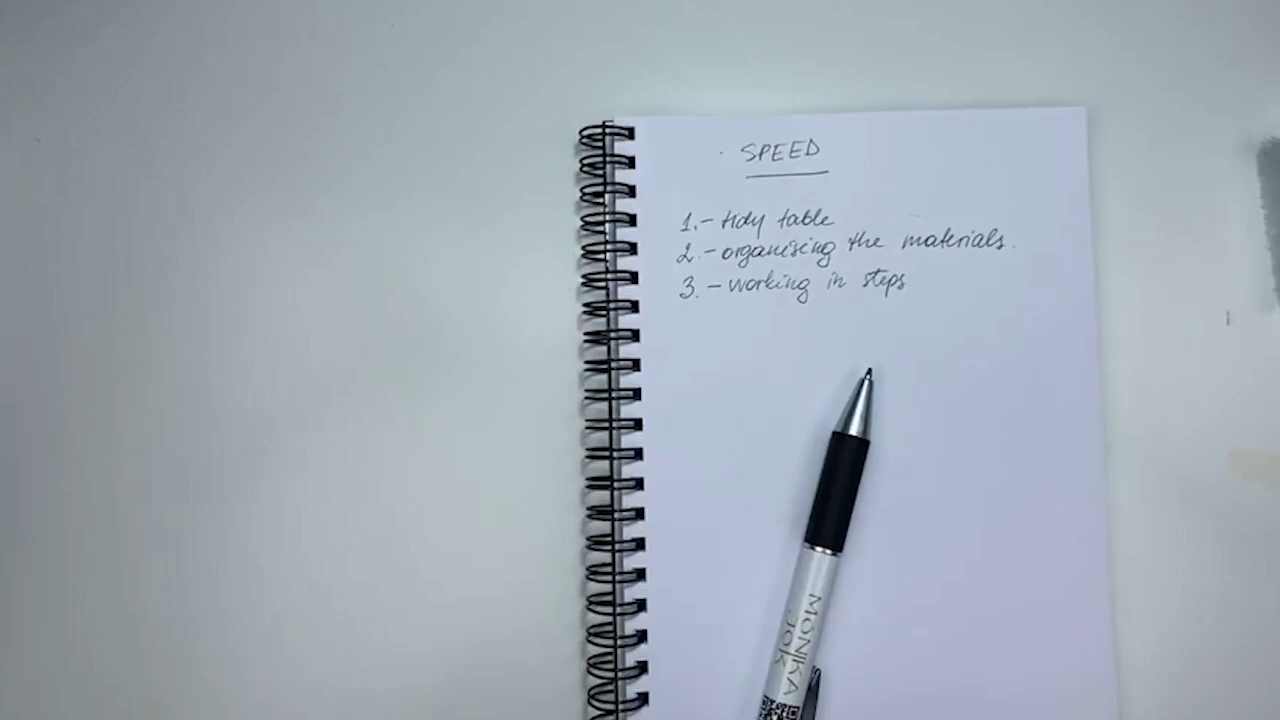 SPEED
1.- tidy table
2.- organising the materials.
3.- working in steps
MONIKA
JOK